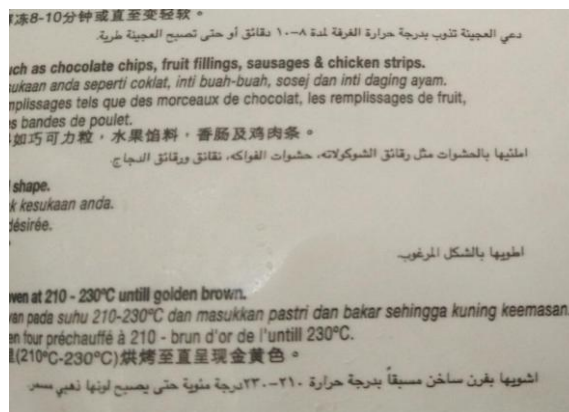 冻8-10分钟或直至变轻软。
دعي العجينة تذوب بدرجة حرارة الغرفة لمدة ٨-١٠ دقائق أو حتى تصبح العجينة طرية.
such as chocolate chips, fruit fillings, sausages & chicken strips.
sukaan anda seperti coklat, inti buah-buah, sosej dan inti daging ayam.
mplissages tels que des morceaux de chocolat, les remplissages de fruit,
s bandes de poulet.
如巧可力粒，水果馅料，香肠及鸡肉条。
املئيها بالحشوات مثل رقائق الشوكولاته، حشوات الفواكه، نقانق ورقائق الدجاج.
shape.
k kesukaan anda.
désirée.
اطويها بالشكل المرغوب.
ven at 210 - 230°C untill golden brown.
van pada suhu 210-230°C dan masukkan pastri dan bakar sehingga kuning keemasan.
en four préchauffé à 210 - brun d'or de l'untill 230°C.
(210°C-230°C)烘烤至直呈现金黄色。
اشويها بفرن ساخن مسبقاً بدرجة حرارة ٢١٠-٢٣٠درجة مئوية حتى يصبح لونها ذهبي